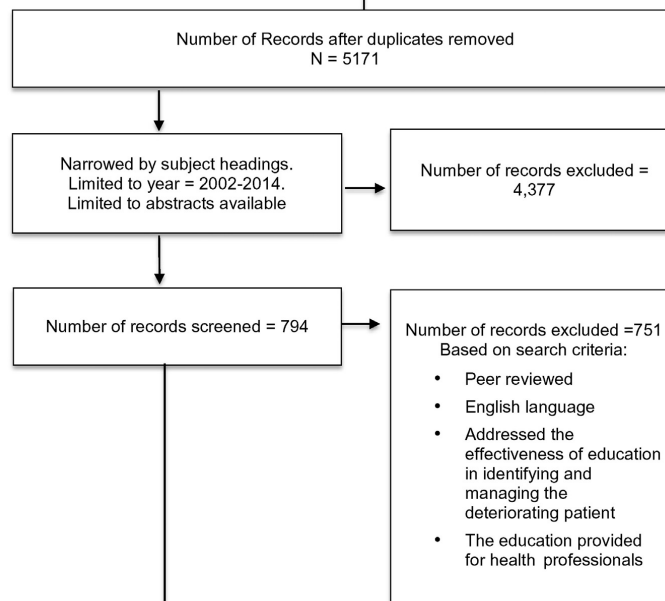 Number of Records after duplicates removed
N = 5171
Narrowed by subject headings.
Limited to year = 2002-2014.
Limited to abstracts available
Number of records excluded =
4,377
Number of records screened = 794
Number of records excluded =751
Based on search criteria:
• Peer reviewed
• English language
• Addressed the
effectiveness of education
in identifying and
managing the
deteriorating patient
• The education provided
for health professionals